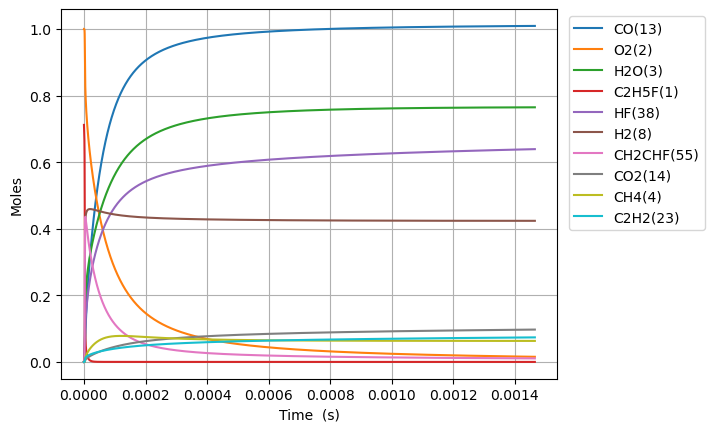 1.0
0.8
0.6
0.4
0.2
0.0
Moles
0.0000 0.0002 0.0004 0.0006 0.0008 0.0010 0.0012 0.0014
Time (s)
CO(13)
O2(2)
H2O(3)
C2H5F(1)
HF(38)
H2(8)
CH2CHF(55)
CO2(14)
CH4(4)
C2H2(23)